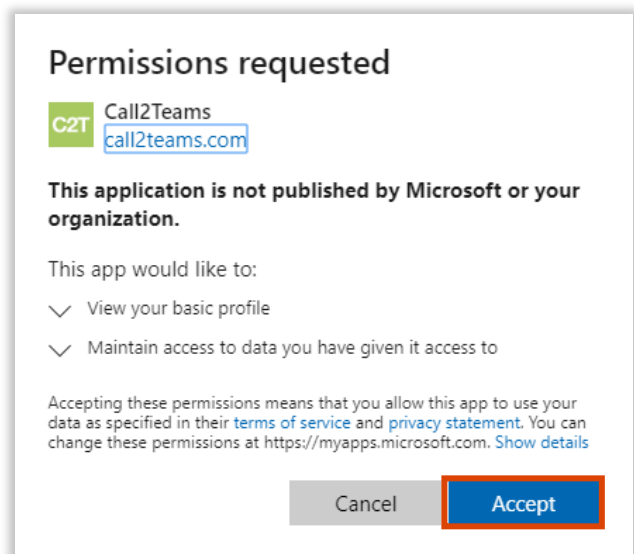 Permissions requested
C2T
Call2Teams
call2teams.com
This application is not published by Microsoft or your
organization.
This app would like to:
View your basic profile
Maintain access to data you have given it access to
Accepting these permissions means that you allow this app to use your
data as specified in their terms of service and privacy statement. You can
change these permissions at https://myapps.microsoft.com. Show details
Cancel
Accept